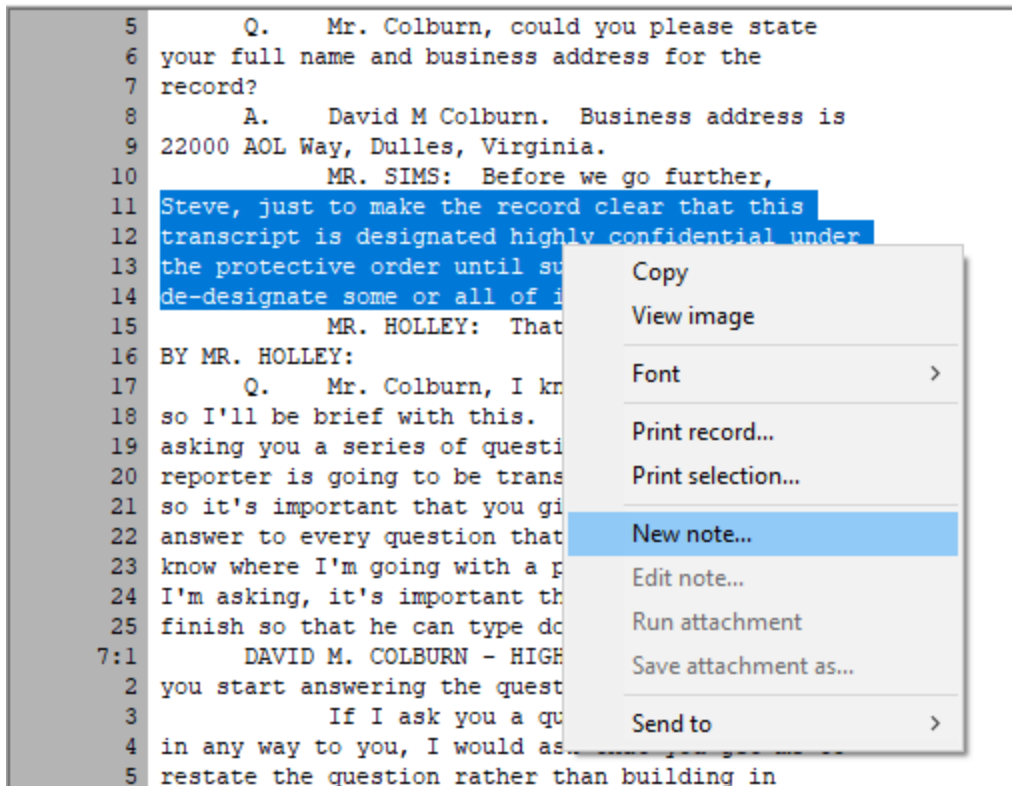 5 Q. Mr. Colburn, could you please state
6 your full name and business address for the
7 record?
8 A. David M Colburn. Business address is
9 22000 AOL Way, Dulles, Virginia.
10 MR. SIMS: Before we go further,
11 Steve, just to make the record clear that this
12 transcript is designated highly confidential under
13 the protective order until su
14 de-designate some or all of i
15 MR. HOLLEY: That
16 BY MR. HOLLEY:
17 Q. Mr. Colburn, I kn
18 so I'll be brief with this.
19 asking you a series of questi
20 reporter is going to be trans
21 so it's important that you gi
22 answer to every question that
23 know where I'm going with a p
24 I'm asking, it's important th
25 finish so that he can type do
7:1 DAVID M. COLBURN - HIGH
2 you start answering the quest
3 If I ask you a qu
4 in any way to you, I would as
5 restate the question rather than building in
Copy
View image
Font
Print record...
Print selection...
New note...
Edit note...
Run attachment
Save attachment as...
Send to